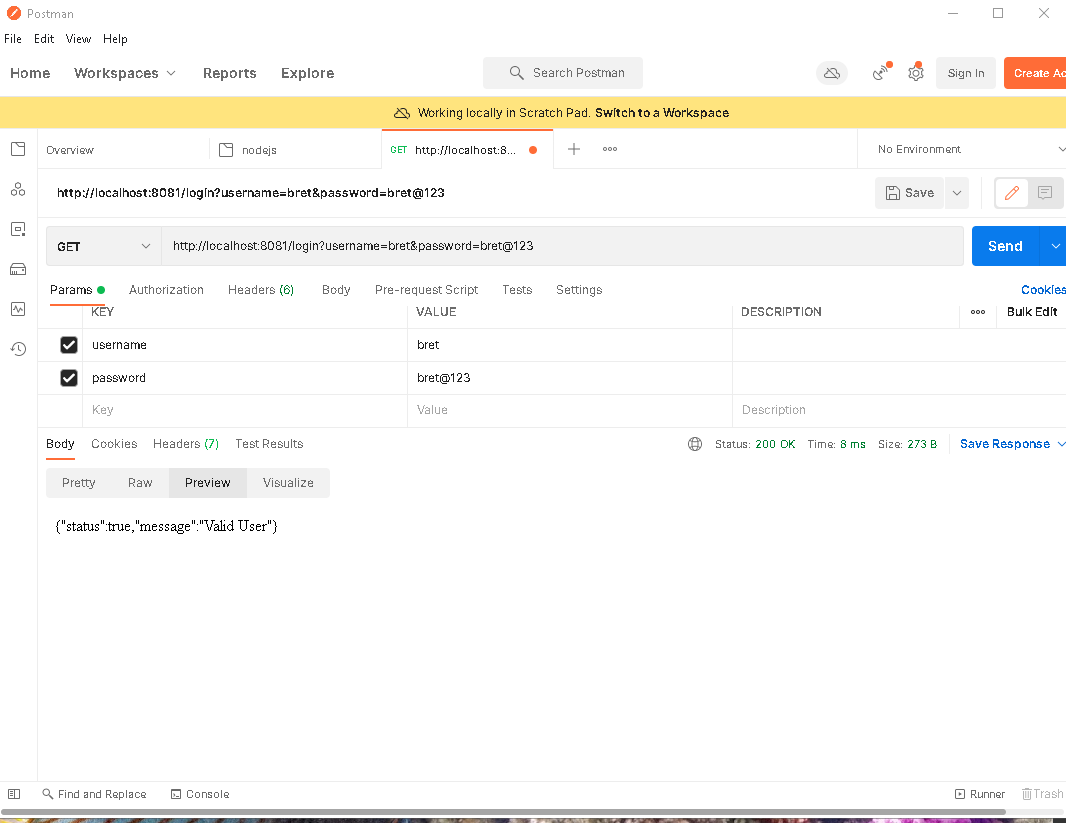 Postman
File Edit View Help
Home Workspaces Reports Explore Search Postman Sign In Create Ac
Working locally in Scratch Pad. Switch to a Workspace
Overview nodejs GET http://localhost:8... No Environment
http://localhost:8081/login?username=bret&password=bret@123 Save
GET http://localhost:8081/login?username=bret&password=bret@123 Send
Params Authorization Headers (6) Body Pre-request Script Tests Settings Cookies
KEY VALUE DESCRIPTION Bulk Edit
username bret
password bret@123
Key Value Description
Body Cookies Headers (7) Test Results Status: 200 OK Time: 8 ms Size: 273 B Save Response
Pretty Raw Preview Visualize
{"status":true,"message":"Valid User"}
Find and Replace Console Runner Trash